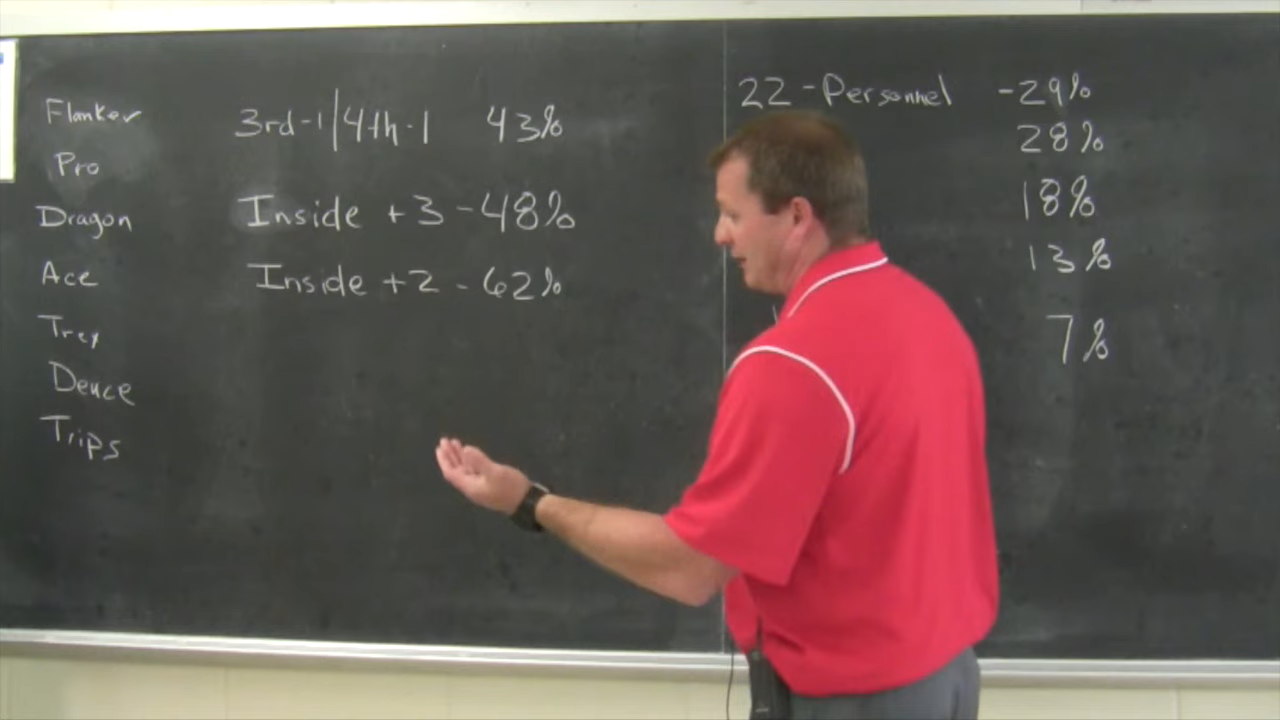 Flanker
Pro
Dragon
Ace
Trey
Deuce
Trips
3rd-1/4th-1 43%
Inside +3 -48%
Inside +2 - 62%
22 -Personnel -29%
28%
18%
13%
7%